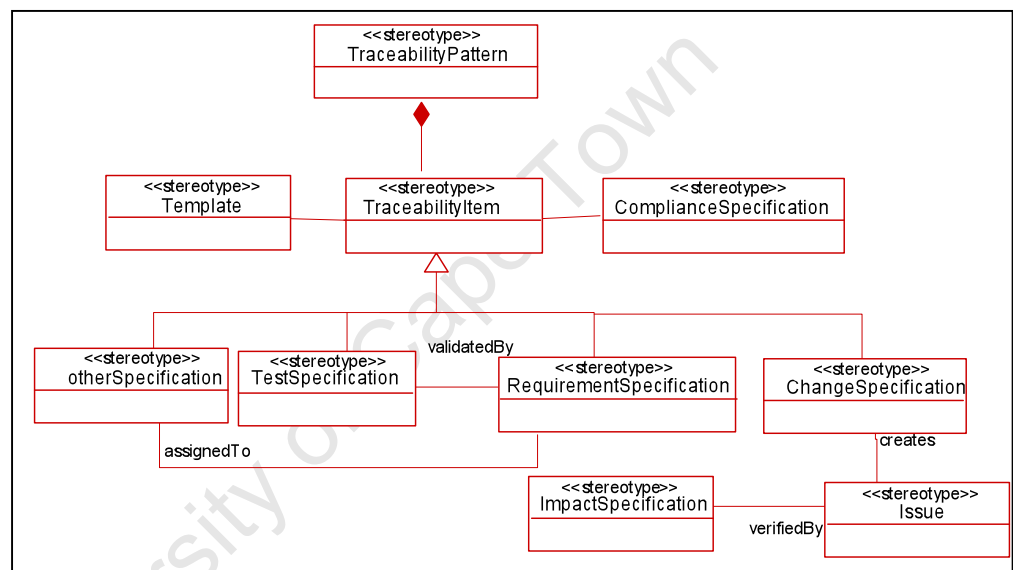 <<stereotype>>
TraceabilityPattern
<<stereotype>>
Template
<<stereotype>>
TraceabilityItem
<<stereotype>>
ComplianceSpecification
validatedBy
<<stereotype>>
otherSpecification
<<stereotype>>
TestSpecification
<<stereotype>>
RequirementSpecification
<<stereotype>>
ChangeSpecification
assignedTo
creates
<<stereotype>>
ImpactSpecification
verifiedBy
<<stereotype>>
Issue
Town